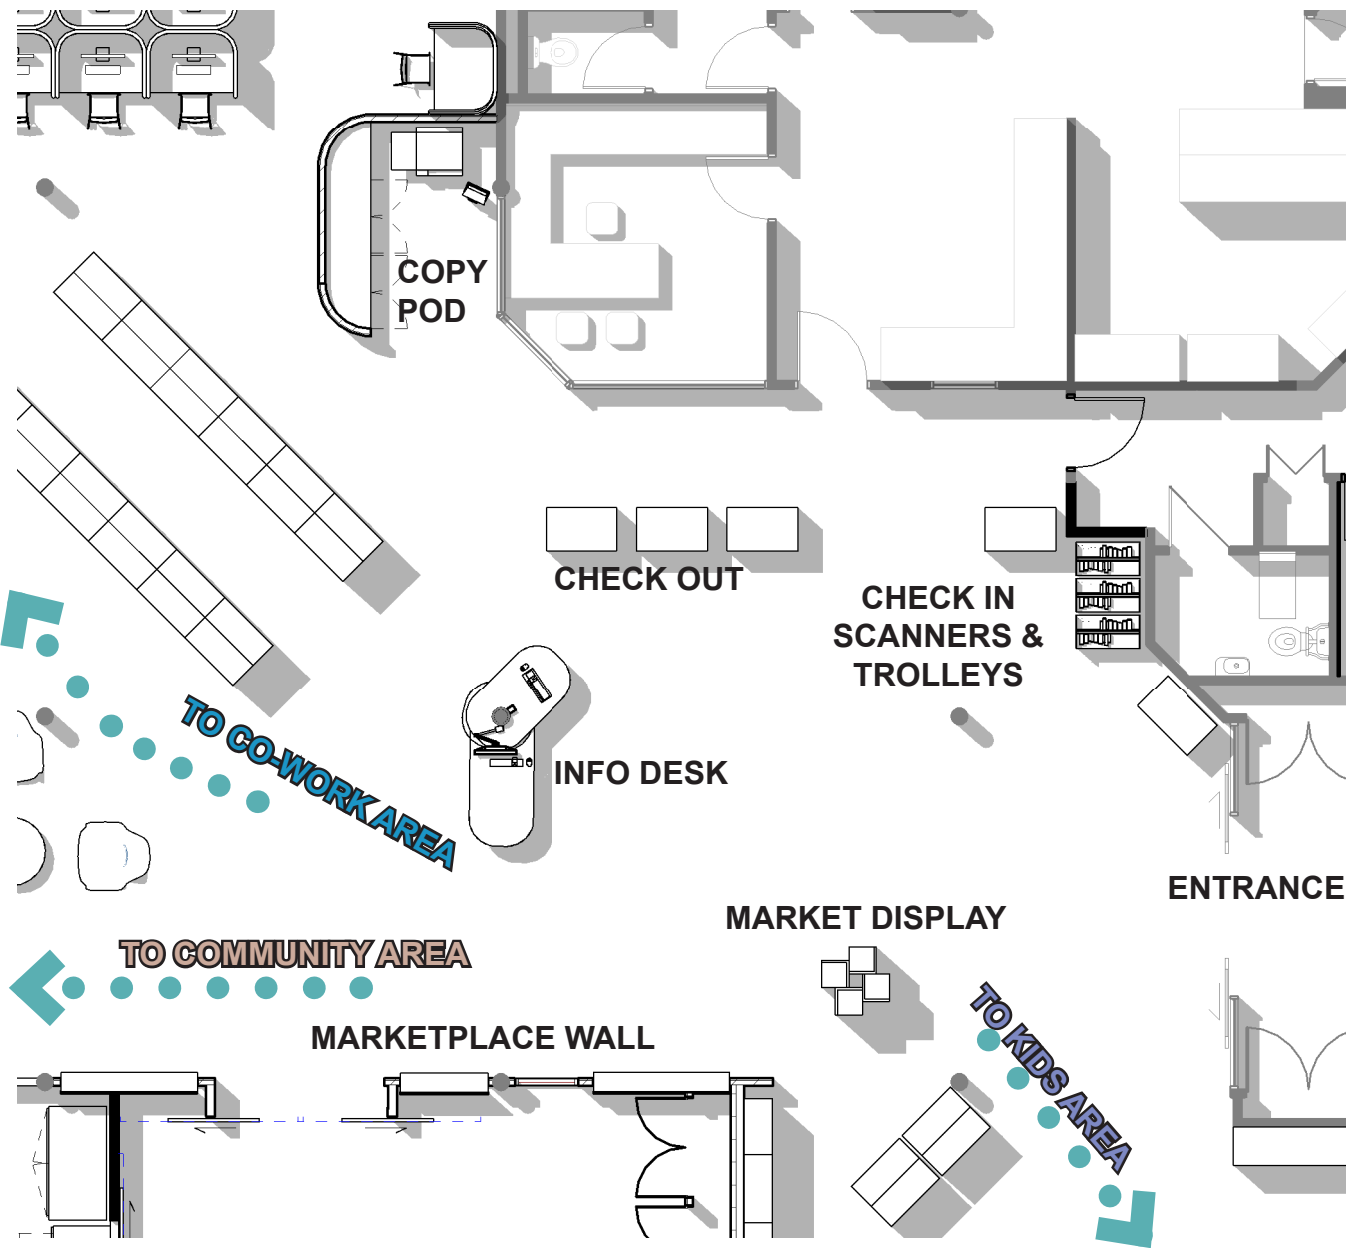 COPY
POD
CHECK OUT
CHECK IN
SCANNERS &
TROLLEYS
TO CO-WORK AREA
INFO DESK
ENTRANCE
MARKET DISPLAY
TO COMMUNITY AREA
TO KIDS AREA
MARKETPLACE WALL